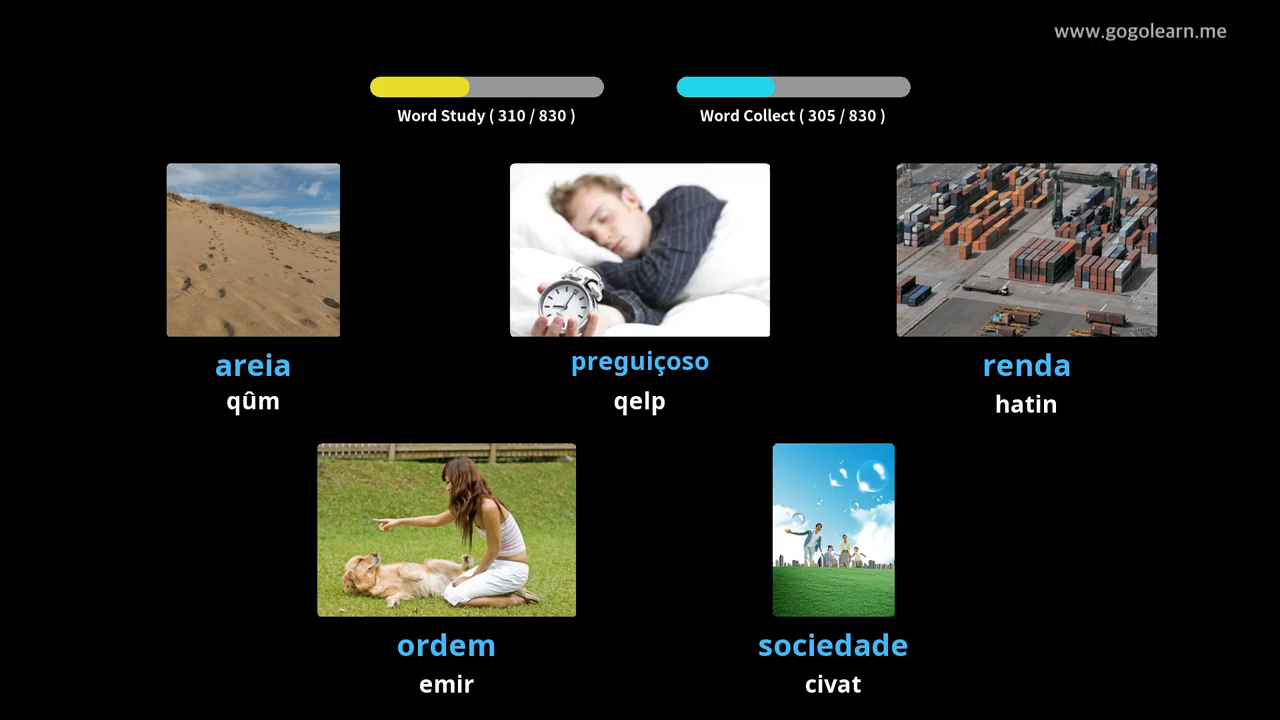 www.gogolearn.me
Word Study ( 310 / 830 )
Word Collect ( 305 / 830 )
areia
qûm
preguiçoso
qelp
renda
hatin
ordem
emir
sociedade
civat